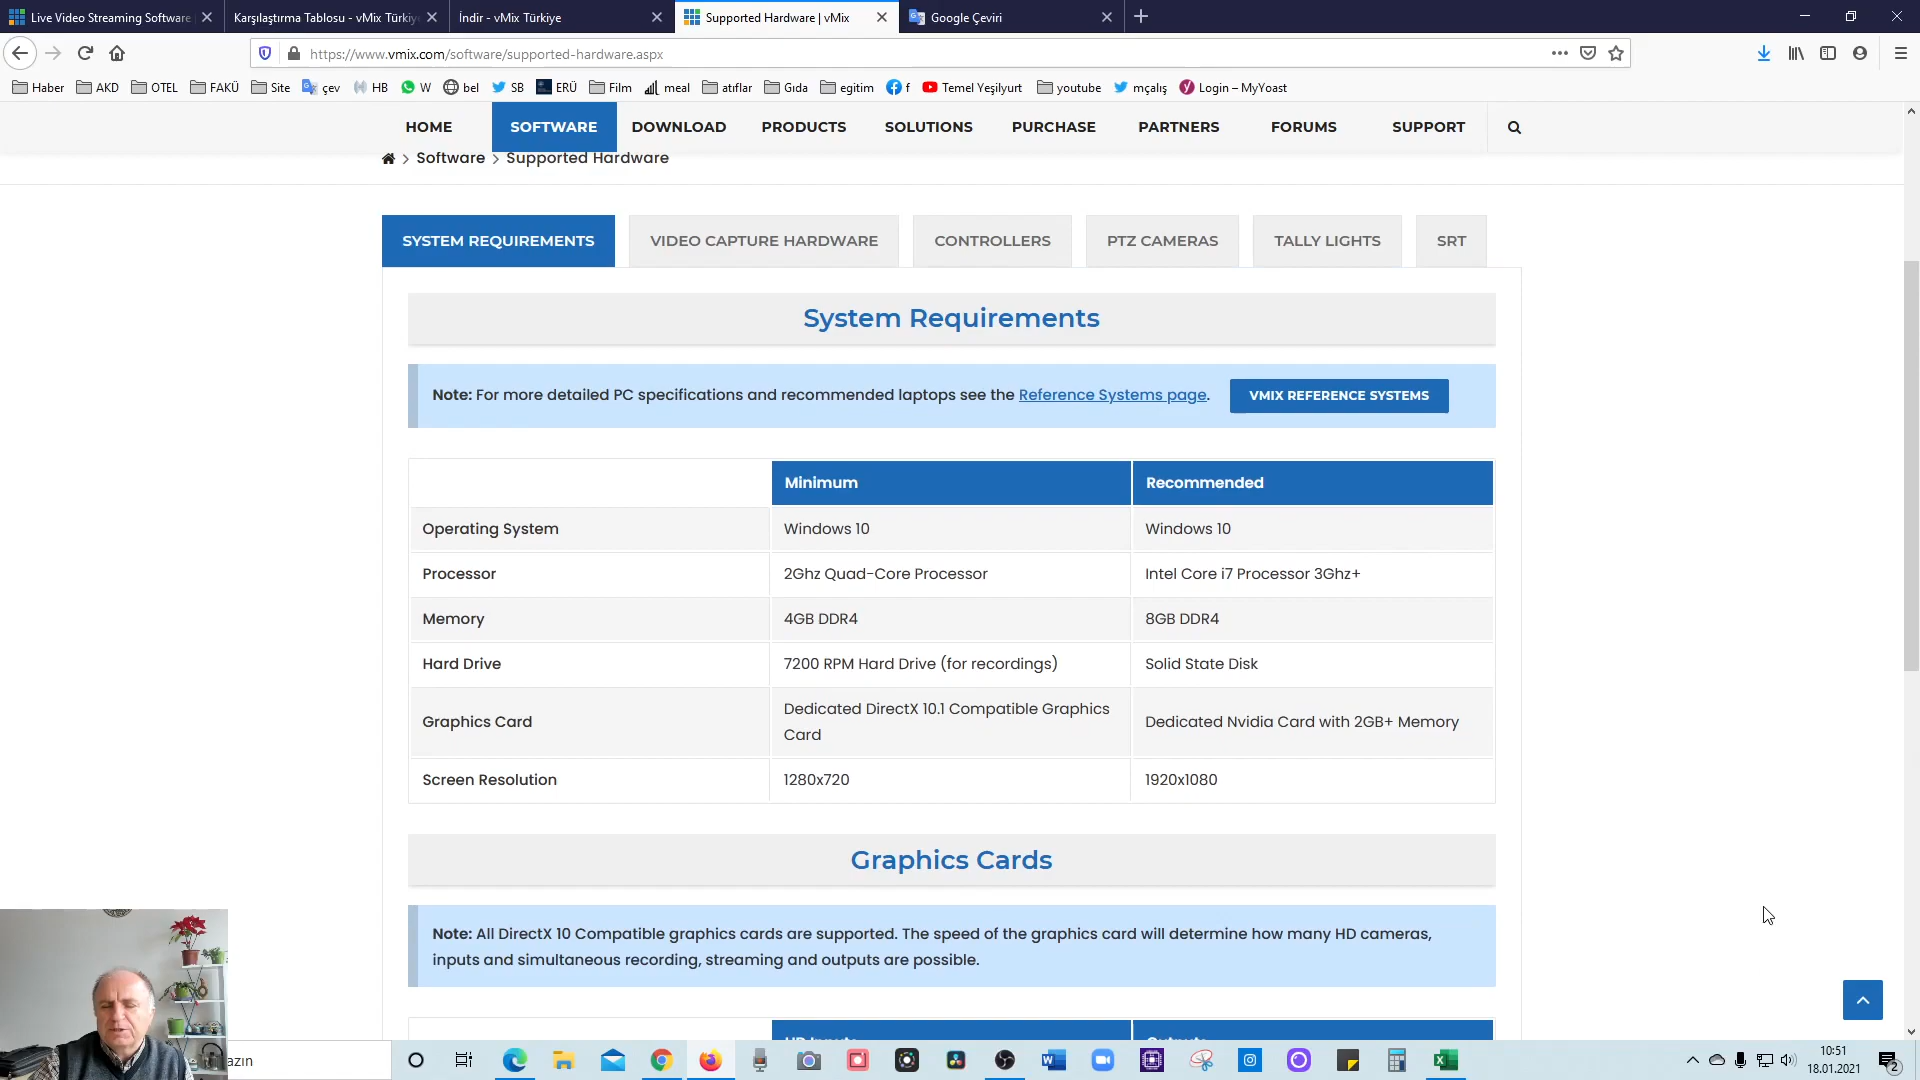 Live Video Streaming Software
Karşılaştırma Tablosu - vMix Türkiye
İndir - vMix Türkiye
Supported Hardware | vMix
Google Çeviri
https://www.vmix.com/software/supported-hardware.aspx
Haber AKD OTEL FAKÜ Site çev HB W bel SB ERÜ Film meal atıflar Gıda egitim f Temel Yeşilyurt youtube mçalış Login – MyYoast
HOME SOFTWARE DOWNLOAD PRODUCTS SOLUTIONS PURCHASE PARTNERS FORUMS SUPPORT
Software > Supported Hardware
SYSTEM REQUIREMENTS VIDEO CAPTURE HARDWARE CONTROLLERS PTZ CAMERAS TALLY LIGHTS SRT
System Requirements
Note: For more detailed PC specifications and recommended laptops see the Reference Systems page.
VMIX REFERENCE SYSTEMS
Minimum Recommended
Operating System Windows 10 Windows 10
Processor 2Ghz Quad-Core Processor Intel Core i7 Processor 3Ghz+
Memory 4GB DDR4 8GB DDR4
Hard Drive 7200 RPM Hard Drive (for recordings) Solid State Disk
Graphics Card Dedicated DirectX 10.1 Compatible Graphics
Card
Dedicated Nvidia Card with 2GB+ Memory
Screen Resolution 1280x720 1920x1080
Graphics Cards
Note: All DirectX 10 Compatible graphics cards are supported. The speed of the graphics card will determine how many HD cameras,
inputs and simultaneous recording, streaming and outputs are possible.
azın
10:51
18.01.2021
2